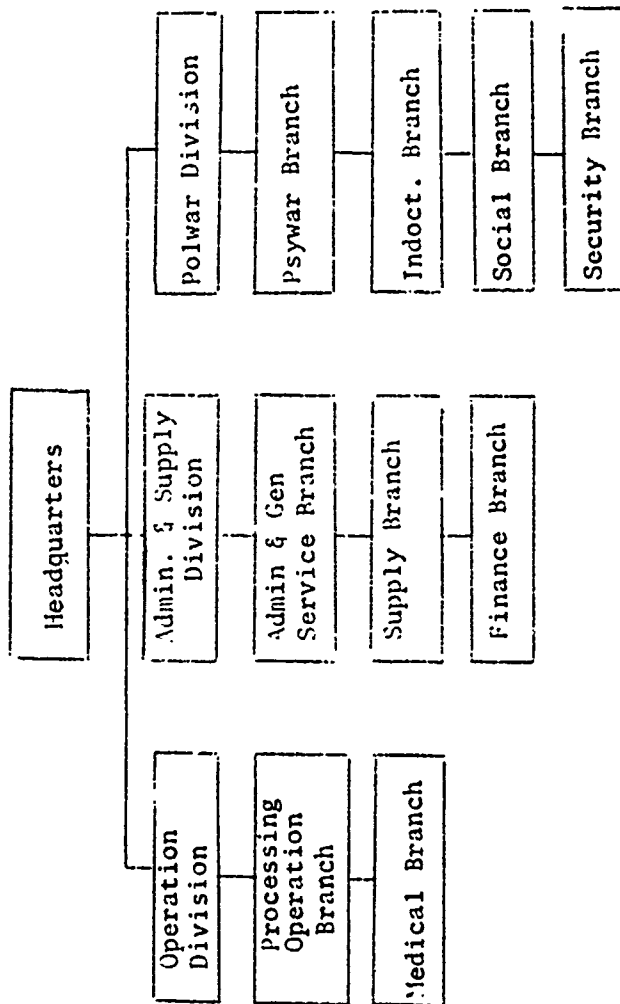 Headquarters
Operation
Division
Processing
Operation
Branch
Medical Branch
Admin. & Supply
Division
Admin & Gen
Service Branch
Supply Branch
Finance Branch
Polwar Division
Psywar Branch
Indoct. Branch
Social Branch
Security Branch